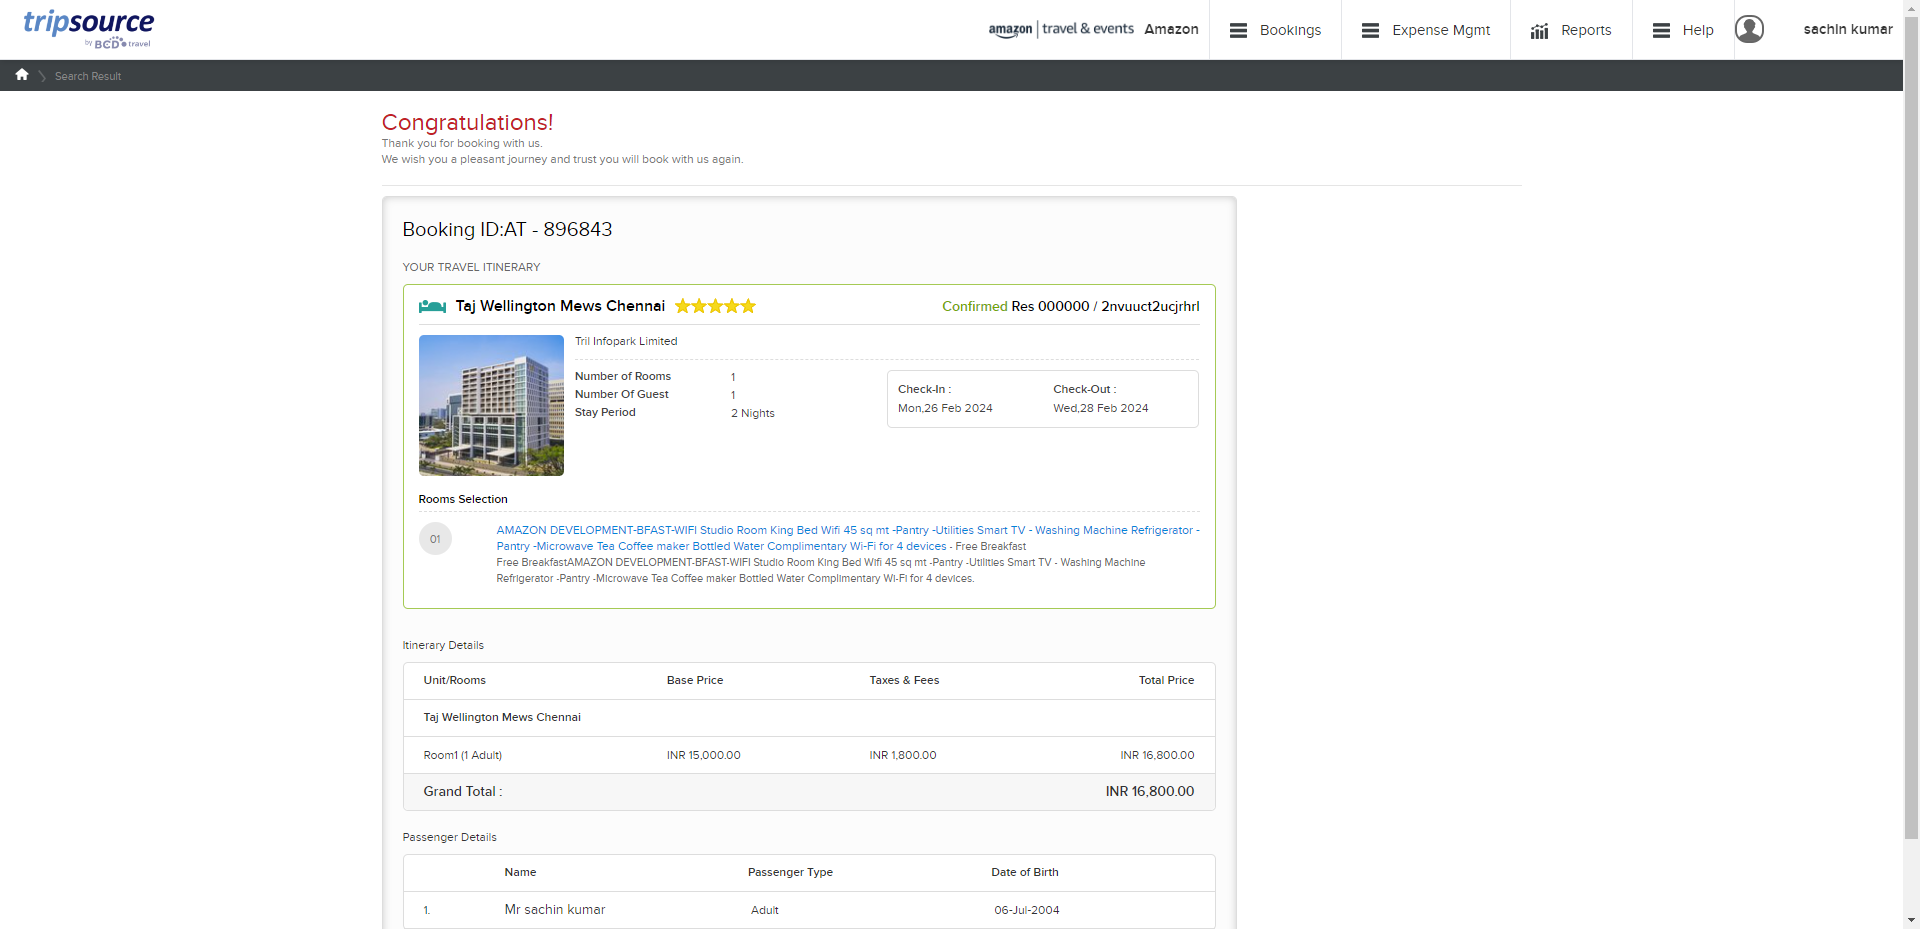 tripsource
by BCD travel
amazon | travel & events Amazon
Bookings
Expense Mgmt
Reports
Help
sachin kumar
Search Result
Congratulations!
Thank you for booking with us.
We wish you a pleasant journey and trust you will book with us again.
Booking ID:AT - 896843
YOUR TRAVEL ITINERARY
Taj Wellington Mews Chennai
Confirmed Res 000000 / 2nvuuct2ucjrhrl
Tril Infopark Limited
Number of Rooms 1
Number Of Guest 1
Stay Period 2 Nights
Check-In : Check-Out :
Mon,26 Feb 2024 Wed,28 Feb 2024
Rooms Selection
01
AMAZON DEVELOPMENT-BFAST-WIFI Studio Room King Bed Wifi 45 sq mt -Pantry -Utilities Smart TV - Washing Machine Refrigerator -
Pantry -Microwave Tea Coffee maker Bottled Water Complimentary Wi-Fi for 4 devices - Free Breakfast
Free BreakfastAMAZON DEVELOPMENT-BFAST-WIFI Studio Room King Bed Wifi 45 sq mt -Pantry -Utilities Smart TV - Washing Machine
Refrigerator -Pantry -Microwave Tea Coffee maker Bottled Water Complimentary Wi-Fi for 4 devices.
Itinerary Details
Unit/Rooms Base Price Taxes & Fees Total Price
Taj Wellington Mews Chennai
Room1 (1 Adult) INR 15,000.00 INR 1,800.00 INR 16,800.00
Grand Total : INR 16,800.00
Passenger Details
Name Passenger Type Date of Birth
1. Mr sachin kumar Adult 06-Jul-2004